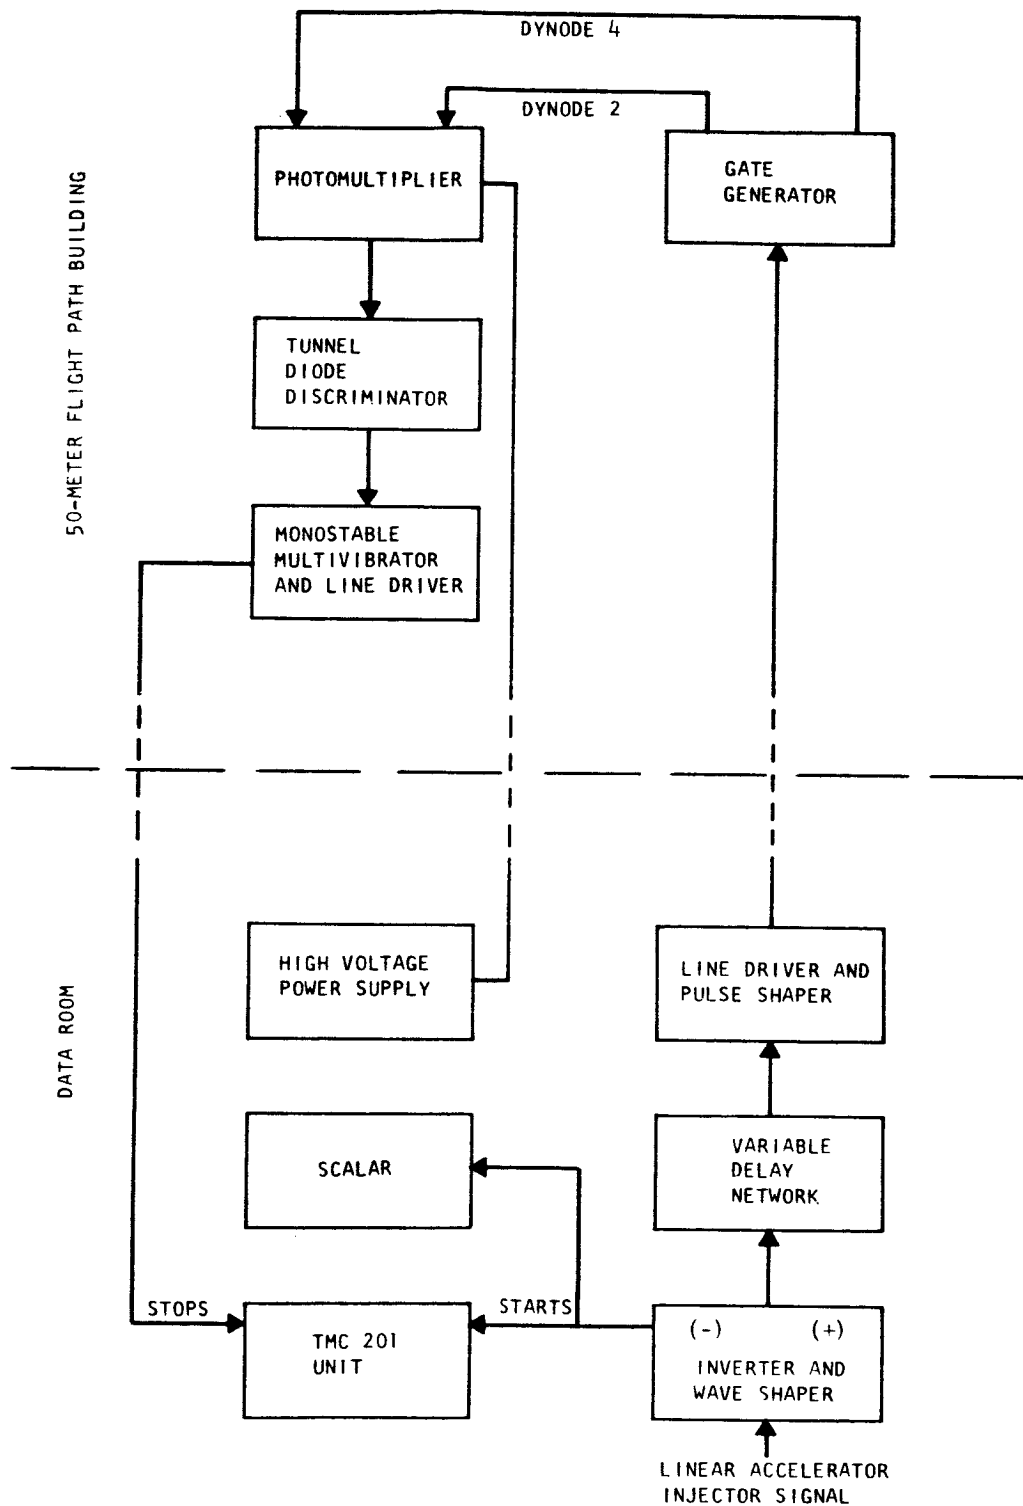 DYNODE 4
DYNODE 2
PHOTOMULTIPLIER
GATE
GENERATOR
50-METER FLIGHT PATH BUILDING
TUNNEL
DIODE
DISCRIMINATOR
MONOSTABLE
MULTIVIBRATOR
AND LINE DRIVER
DATA ROOM
HIGH VOLTAGE
POWER SUPPLY
LINE DRIVER AND
PULSE SHAPER
SCALAR
VARIABLE
DELAY
NETWORK
STOPS
TMC 201
UNIT
STARTS
(-) (+)
INVERTER AND
WAVE SHAPER
LINEAR ACCELERATOR
INJECTOR SIGNAL